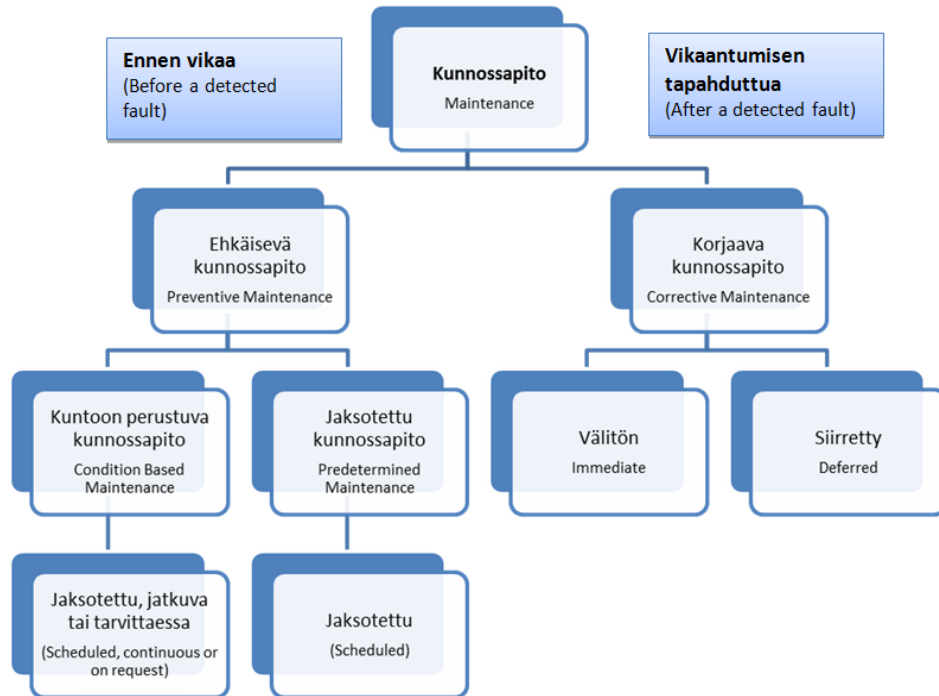 Ennen vikaa
(Before a detected
fault)
Kunnossapito
Maintenance
Vikaantumisen
tapahduttua
(After a detected fault)
Ehkäisevä
kunnossapito
Preventive Maintenance
Korjaava
kunnossapito
Corrective Maintenance
Kuntoon perustuva
kunnossapito
Condition Based
Maintenance
Jaksotettu
kunnossapito
Predetermined
Maintenance
Välitön
Immediate
Siirretty
Deferred
Jaksotettu, jatkuva
tai tarvittaessa
(Scheduled, continuous or
on request)
Jaksotettu
(Scheduled)